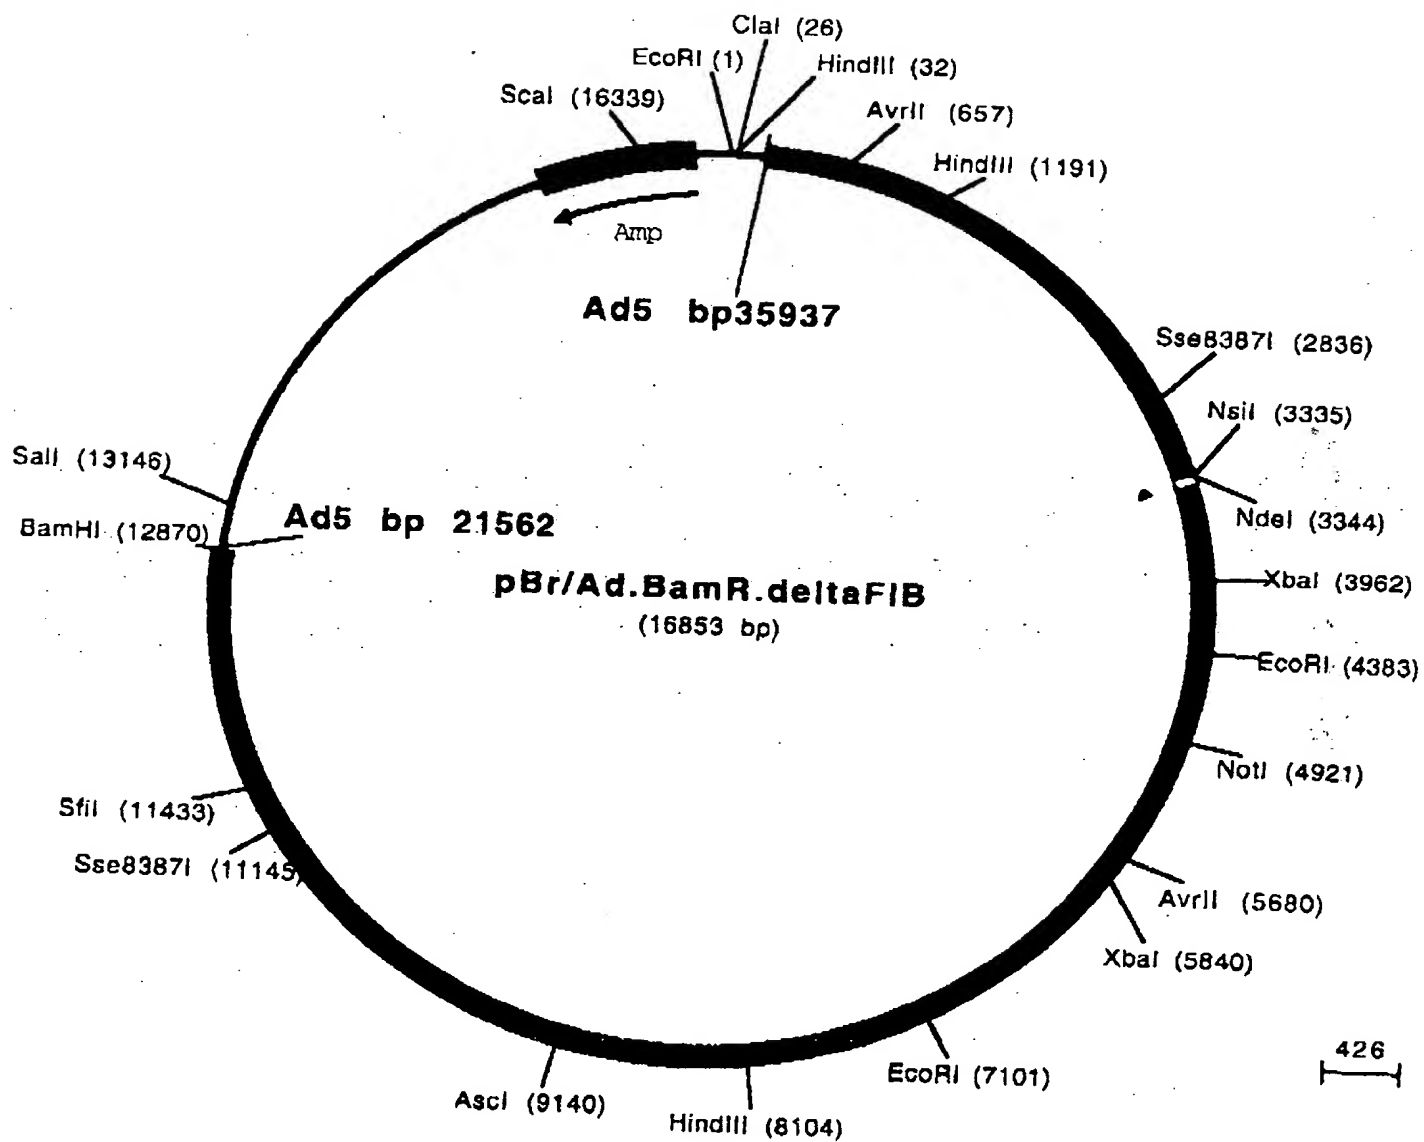 ClaI (26)
EcoRI (1)
HindIII (32)
ScaI (16339)
AvrII (657)
HindIII (1191)
Amp
Ad5 bp35937
Sse8387I (2836)
NsiI (3335)
SalI (13146)
Ad5 bp 21562
BamHI (12870)
NdeI (3344)
pBr/Ad.BamR.deltaFIB
(16853 bp)
XbaI (3962)
EcoRI (4383)
NotI (4921)
SfiI (11433)
Sse8387I (11145)
AvrII (5680)
XbaI (5840)
426
EcoRI (7101)
AscI (9140)
HindIII (8104)